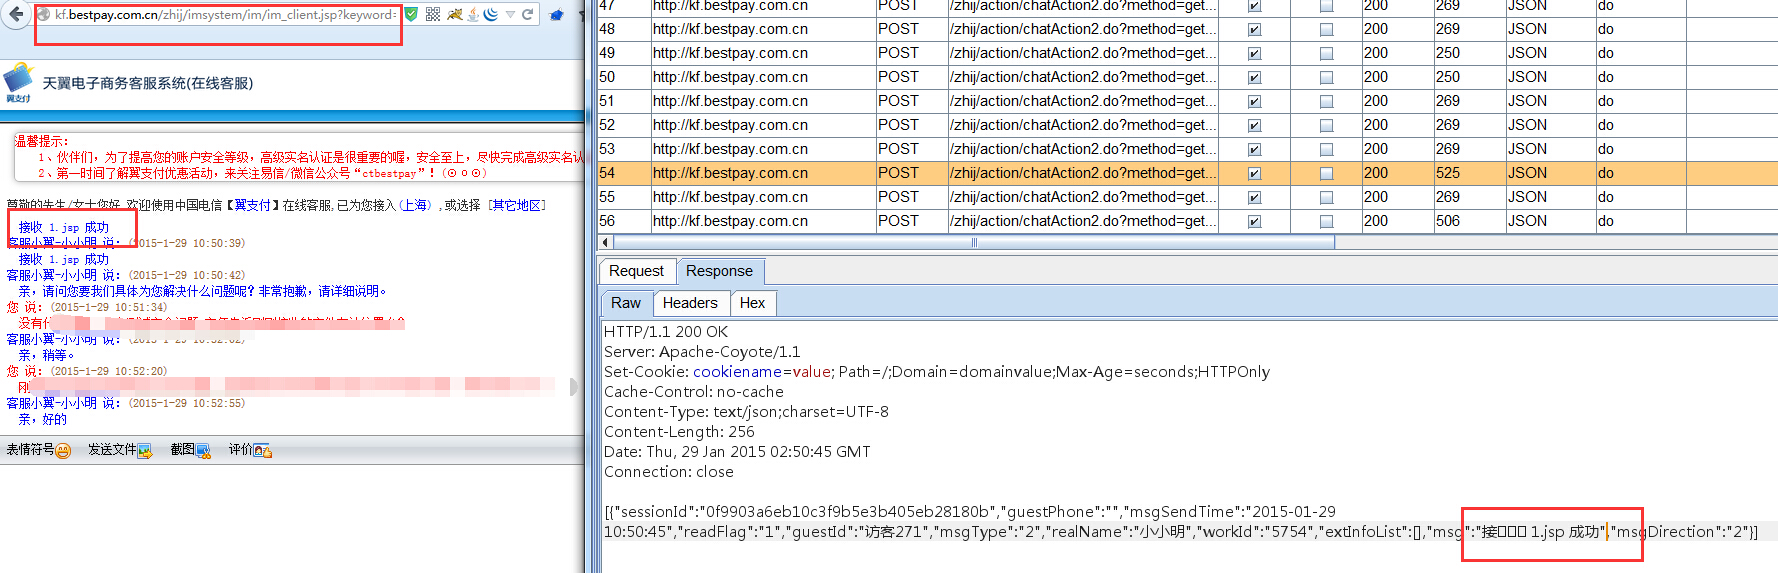 kf.bestpay.com.cn/zhij/imsystem/im/im_client.jsp?keyword=
翼支付
天翼电子商务客服系统(在线客服)
温馨提示:
1、伙伴们，为了提高您的账户安全等级，高级实名认证是很重要的喔，安全至上，尽快完成高级实名认
2、第一时间了解翼支付优惠活动，来关注易信/微信公众号“ctbestpay”！(⊙o⊙)
尊敬的先生/女士您好,欢迎使用中国电信【翼支付】在线客服,已为您接入(上海),或选择 [其它地区]
接收 1.jsp 成功
客服小翼-小小明 说: (2015-1-29 10:50:39)
接收 1.jsp 成功
客服小翼-小小明 说: (2015-1-29 10:50:42)
亲，请问您要我们具体为您解决什么问题呢？非常抱歉，请详细说明。
您 说: (2015-1-29 10:51:34)
没有什
客服小翼-小小明 说: (2015-1-29 10:52:02)
亲，稍等。
您 说: (2015-1-29 10:52:20)
刚
客服小翼-小小明 说: (2015-1-29 10:52:55)
亲，好的
表情符号 发送文件 截图 评价
47 http://kf.bestpay.com.cn POST /zhij/action/chatAction2.do?method=get... 200 269 JSON do
48 http://kf.bestpay.com.cn POST /zhij/action/chatAction2.do?method=get... 200 269 JSON do
49 http://kf.bestpay.com.cn POST /zhij/action/chatAction2.do?method=get... 200 250 JSON do
50 http://kf.bestpay.com.cn POST /zhij/action/chatAction2.do?method=get... 200 250 JSON do
51 http://kf.bestpay.com.cn POST /zhij/action/chatAction2.do?method=get... 200 269 JSON do
52 http://kf.bestpay.com.cn POST /zhij/action/chatAction2.do?method=get... 200 269 JSON do
53 http://kf.bestpay.com.cn POST /zhij/action/chatAction2.do?method=get... 200 269 JSON do
54 http://kf.bestpay.com.cn POST /zhij/action/chatAction2.do?method=get... 200 525 JSON do
55 http://kf.bestpay.com.cn POST /zhij/action/chatAction2.do?method=get... 200 269 JSON do
56 http://kf.bestpay.com.cn POST /zhij/action/chatAction2.do?method=get... 200 506 JSON do
Request Response
Raw Headers Hex
HTTP/1.1 200 OK
Server: Apache-Coyote/1.1
Set-Cookie: cookiename=value; Path=/;Domain=domainvalue;Max-Age=seconds;HTTPOnly
Cache-Control: no-cache
Content-Type: text/json;charset=UTF-8
Content-Length: 256
Date: Thu, 29 Jan 2015 02:50:45 GMT
Connection: close
[{"sessionId":"0f9903a6eb10c3f9b5e3b405eb28180b","guestPhone":"","msgSendTime":"2015-01-29
10:50:45","readFlag":"1","guestId":"访客271","msgType":"2","realName":"小小明","workId":"5754","extInfoList":[],"msg":"接□□□ 1.jsp 成功","msgDirection":"2"}]